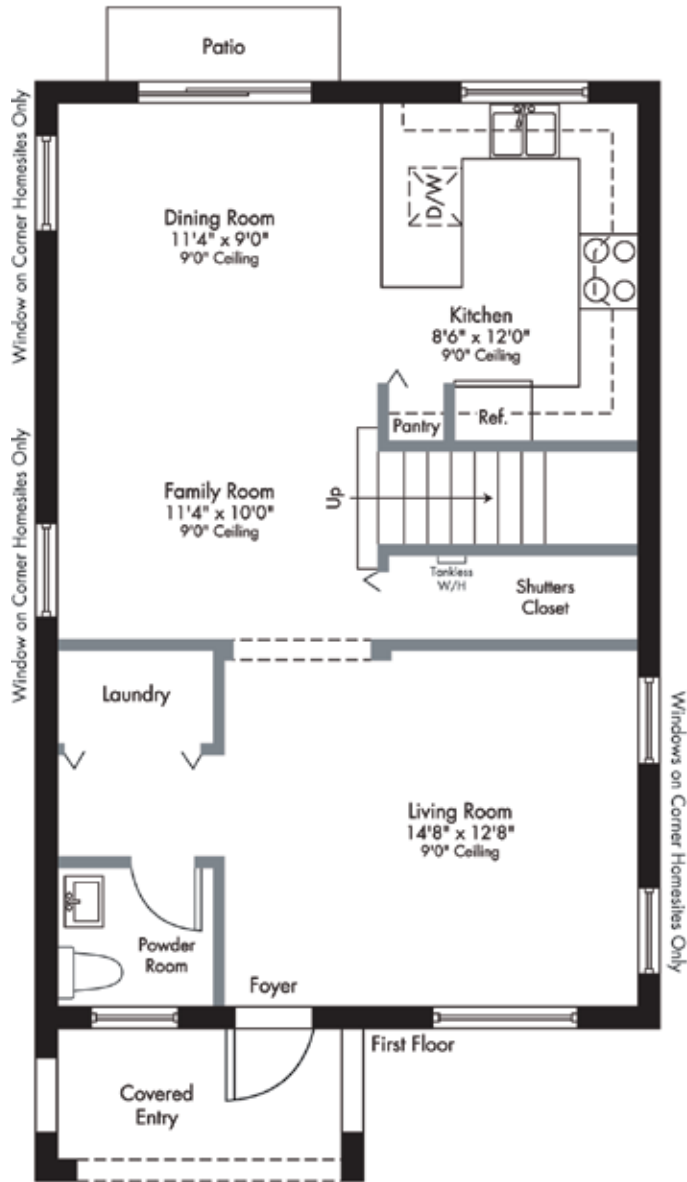 Patio
Window on Corner Homesites Only
Dining Room
11'4" x 9'0"
9'0" Ceiling
D/W
Kitchen
8'6" x 12'0"
9'0" Ceiling
Pantry
Ref.
Window on Corner Homesites Only
Family Room
11'4" x 10'0"
9'0" Ceiling
Up
Tankless
W/H
Shutters
Closet
Laundry
Living Room
14'8" x 12'8"
9'0" Ceiling
Windows on Corner Homesites Only
Powder
Room
Foyer
First Floor
Covered
Entry